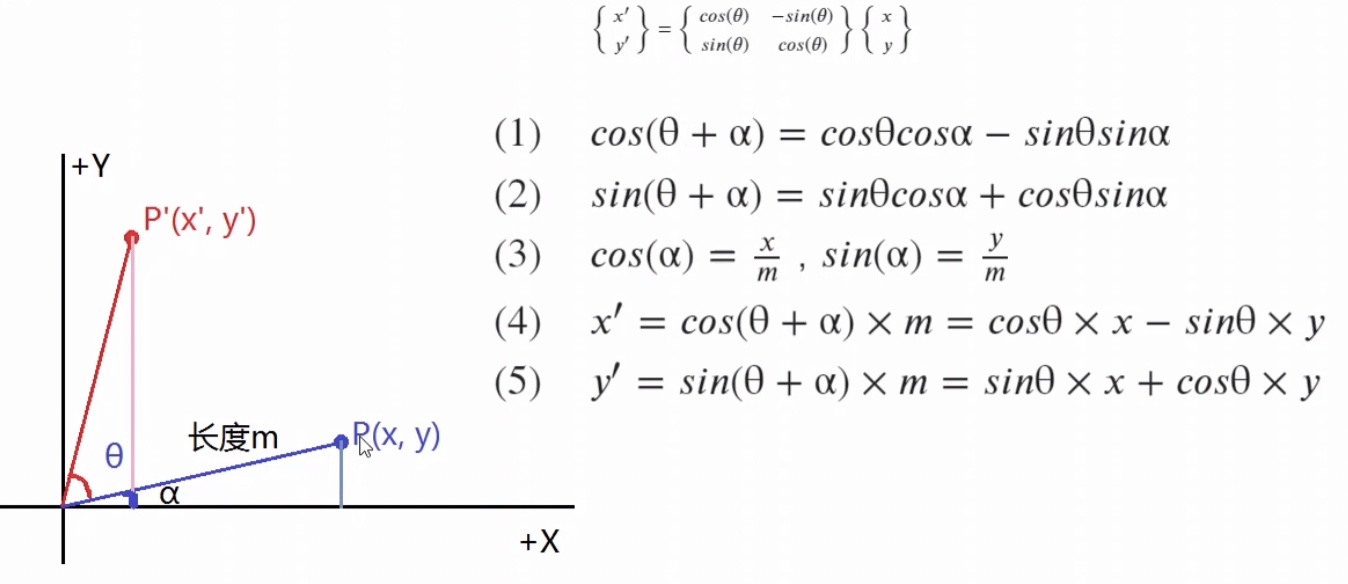 { x′ y′ } = { cos(θ) −sin(θ) sin(θ) cos(θ) } { x y }
(1) cos(θ + α) = cosθcosα − sinθsinα
(2) sin(θ + α) = sinθcosα + cosθsinα
(3) cos(α) = x/m , sin(α) = y/m
(4) x′ = cos(θ + α) × m = cosθ × x − sinθ × y
(5) y′ = sin(θ + α) × m = sinθ × x + cosθ × y
+Y
P'(x', y')
θ
长度m
P(x, y)
α
+X